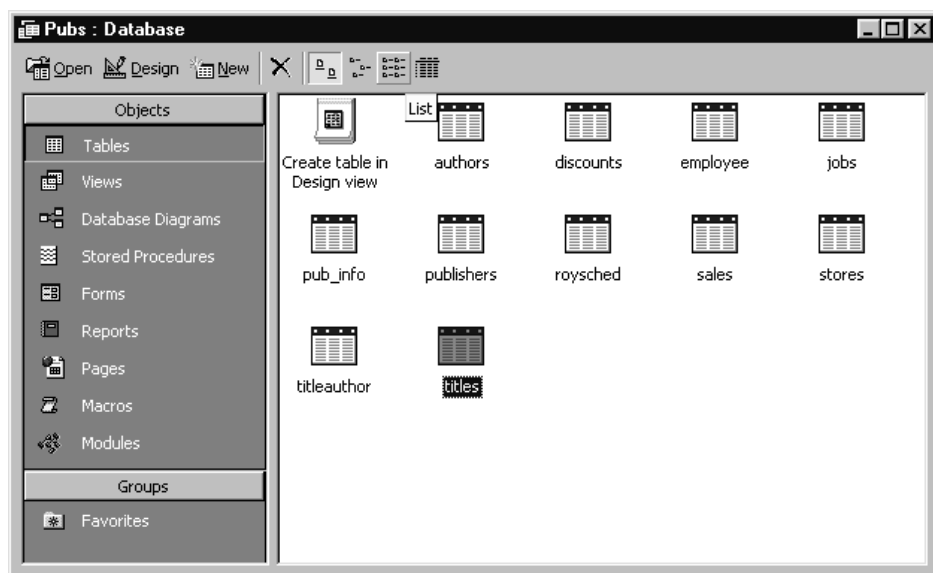 Pubs : Database
Open Design New
Objects
Tables
Views
Database Diagrams
Stored Procedures
Forms
Reports
Pages
Macros
Modules
Groups
Favorites
List
Create table in
Design view
authors
discounts
employee
jobs
pub_info
publishers
roysched
sales
stores
titleauthor
titles